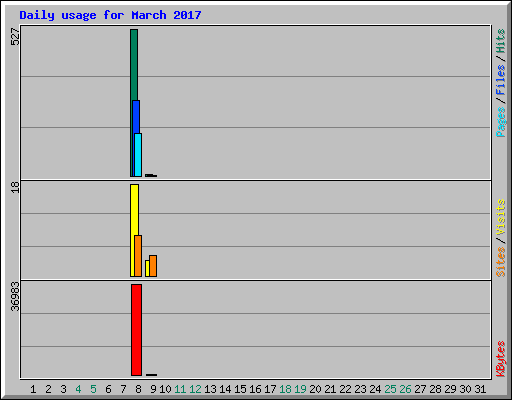 Daily usage for March 2017
527
Pages / Files / Hits
18
Sites / Visits
36983
KBytes
1 2 3 4 5 6 7 8 9 10 11 12 13 14 15 16 17 18 19 20 21 22 23 24 25 26 27 28 29 30 31